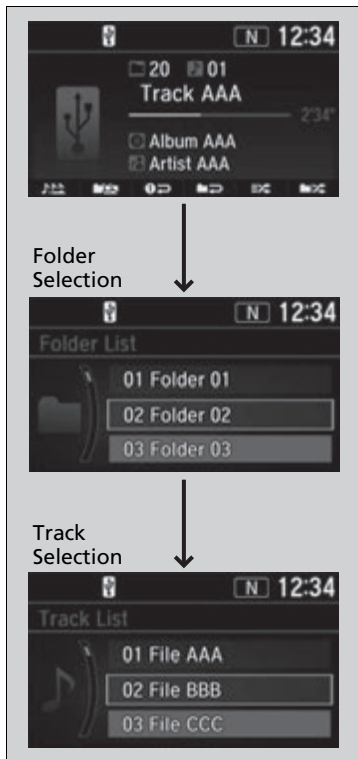 N 12:34
20 01
Track AAA
2'34"
Album AAA
Artist AAA
Folder
Selection
N 12:34
Folder List
01 Folder 01
02 Folder 02
03 Folder 03
Track
Selection
N 12:34
Track List
01 File AAA
02 File BBB
03 File CCC